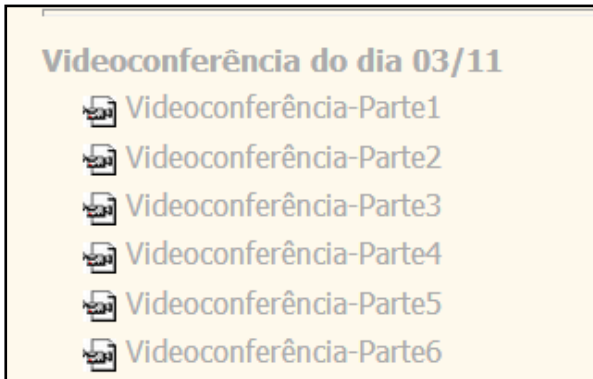 Videoconferência do dia 03/11
Videoconferência-Parte1
Videoconferência-Parte2
Videoconferência-Parte3
Videoconferência-Parte4
Videoconferência-Parte5
Videoconferência-Parte6